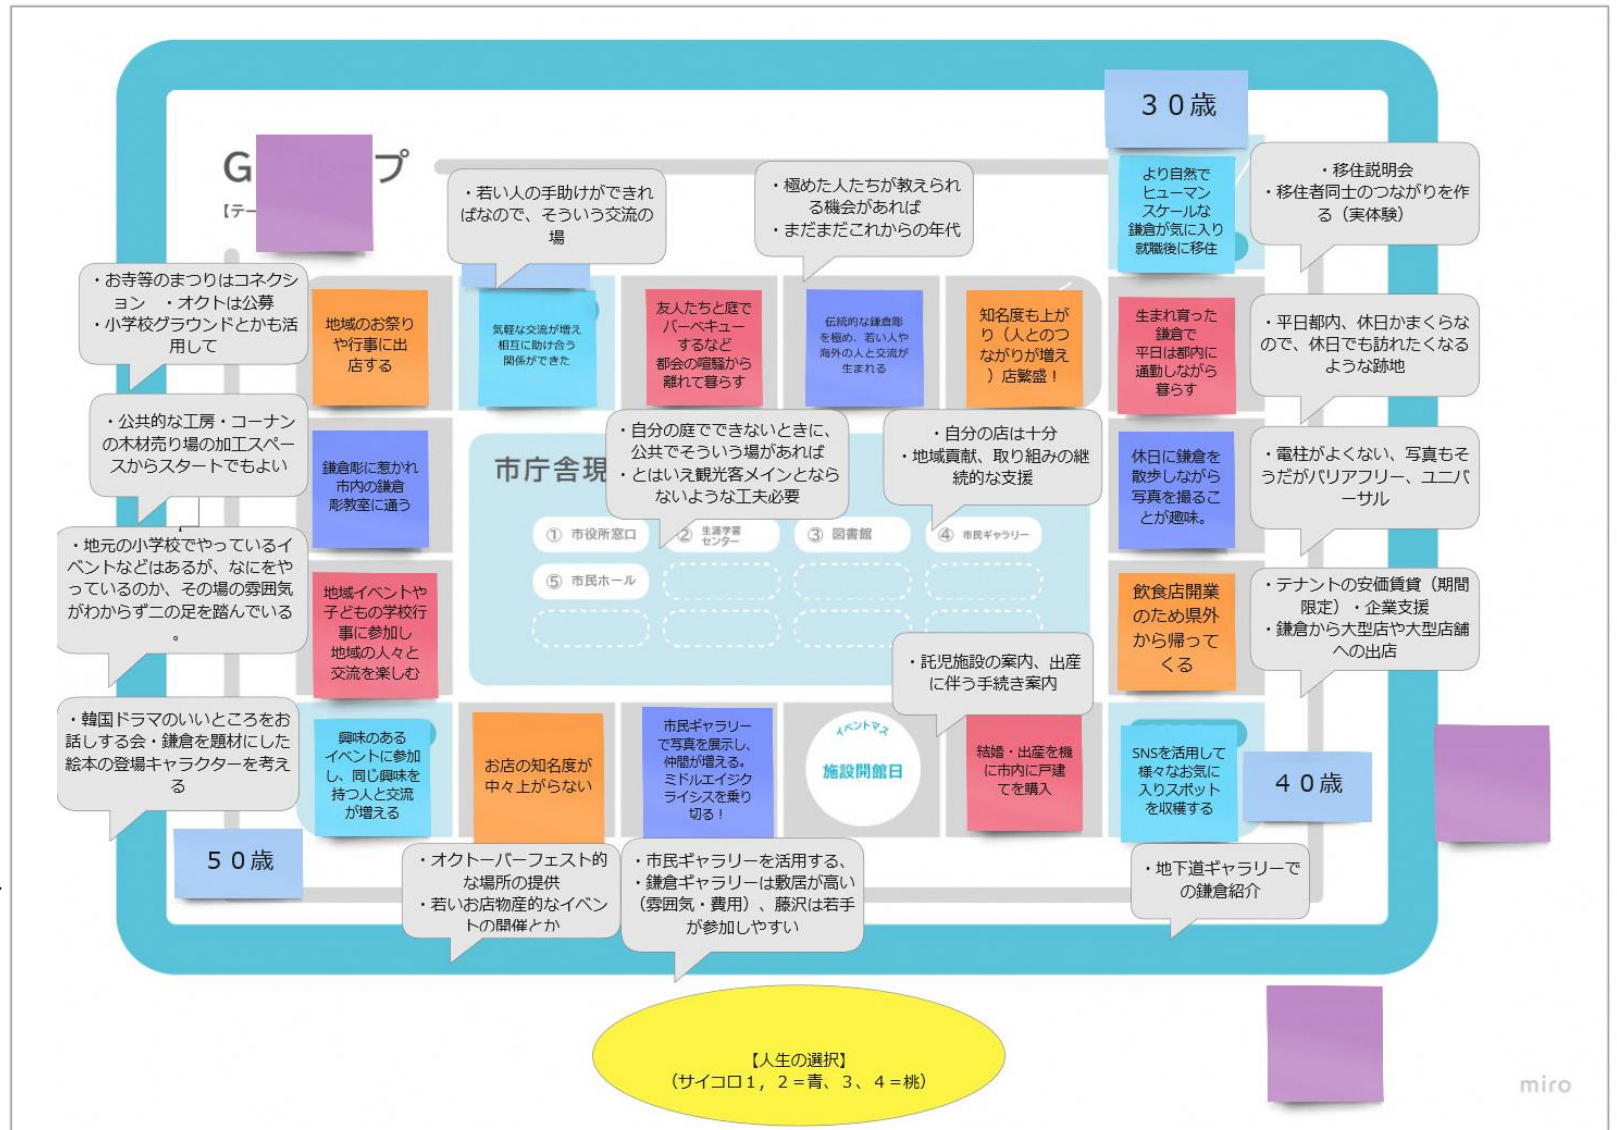 30歳
G
プ
【テー
・若い人の手助けができれ
ばなので、そういう交流の
場
・極めた人たちが教えられ
る機会があれば
・まだまだこれからの年代
より自然で
ヒューマン
スケールな
鎌倉が気に入り
就職後に移住
・移住説明会
・移住者同士のつながりを作
る（実体験）
・お寺等のまつりはコネクシ
ョン　・オクトは公募
・小学校グラウンドとかも活
用して
地域のお祭り
や行事に出
店する
気軽な交流が増え
相互に助け合う
関係ができた
友人たちと庭で
バーベキュー
するなど
都会の喧騒から
離れて暮らす
伝統的な鎌倉彫
を極め、若い人や
海外の人と交流が
生まれる
知名度も上が
り（人とのつ
ながりが増え
）店繁盛！
生まれ育った
鎌倉で
平日は都内に
通勤しながら
暮らす
・平日都内、休日かまくらな
ので、休日でも訪れたくなる
ような跡地
・公共的な工房・コーナン
の木材売り場の加工スペー
スからスタートでもよい
鎌倉彫に惹かれ
市内の鎌倉
彫教室に通う
市庁舎現
・自分の庭でできないときに、
公共でそういう場があれば
・とはいえ観光客メインとなら
ないような工夫必要
・自分の店は十分
・地域貢献、取り組みの継
続的な支援
休日に鎌倉を
散歩しながら
写真を撮るこ
とが趣味。
・電柱がよくない、写真もそ
うだがバリアフリー、ユニバ
ーサル
① 市役所窓口
② 生涯学習
センター
③ 図書館
④ 市民ギャラリー
⑤ 市民ホール
・地元の小学校でやっているイ
ベントなどはあるが、なにをや
っているのか、その場の雰囲気
がわからず二の足を踏んでいる
。
地域イベントや
子どもの学校行
事に参加し
地域の人々と
交流を楽しむ
飲食店開業
のため県外
から帰って
くる
・テナントの安価賃貸（期間
限定）・企業支援
・鎌倉から大型店や大型店舗
への出店
・託児施設の案内、出産
に伴う手続き案内
・韓国ドラマのいいところをお
話しする会・鎌倉を題材にした
絵本の登場キャラクターを考え
る
興味のある
イベントに参加
し、同じ興味を
持つ人と交流
が増える
お店の知名度が
中々上がらない
市民ギャラリー
で写真を展示し、
仲間が増える。
ミドルエイジク
ライシスを乗り
切る！
イベントマス
施設開館日
結婚・出産を機
に市内に戸建
てを購入
SNSを活用して
様々なお気に
入りスポット
を収穫する
40歳
50歳
・オクトーバーフェスト的
な場所の提供
・若いお店物産的なイベン
トの開催とか
・市民ギャラリーを活用する、
・鎌倉ギャラリーは敷居が高い
（雰囲気・費用）、藤沢は若手
が参加しやすい
・地下道ギャラリーで
の鎌倉紹介
【人生の選択】
（サイコロ１，２＝青、３、４＝桃）
miro